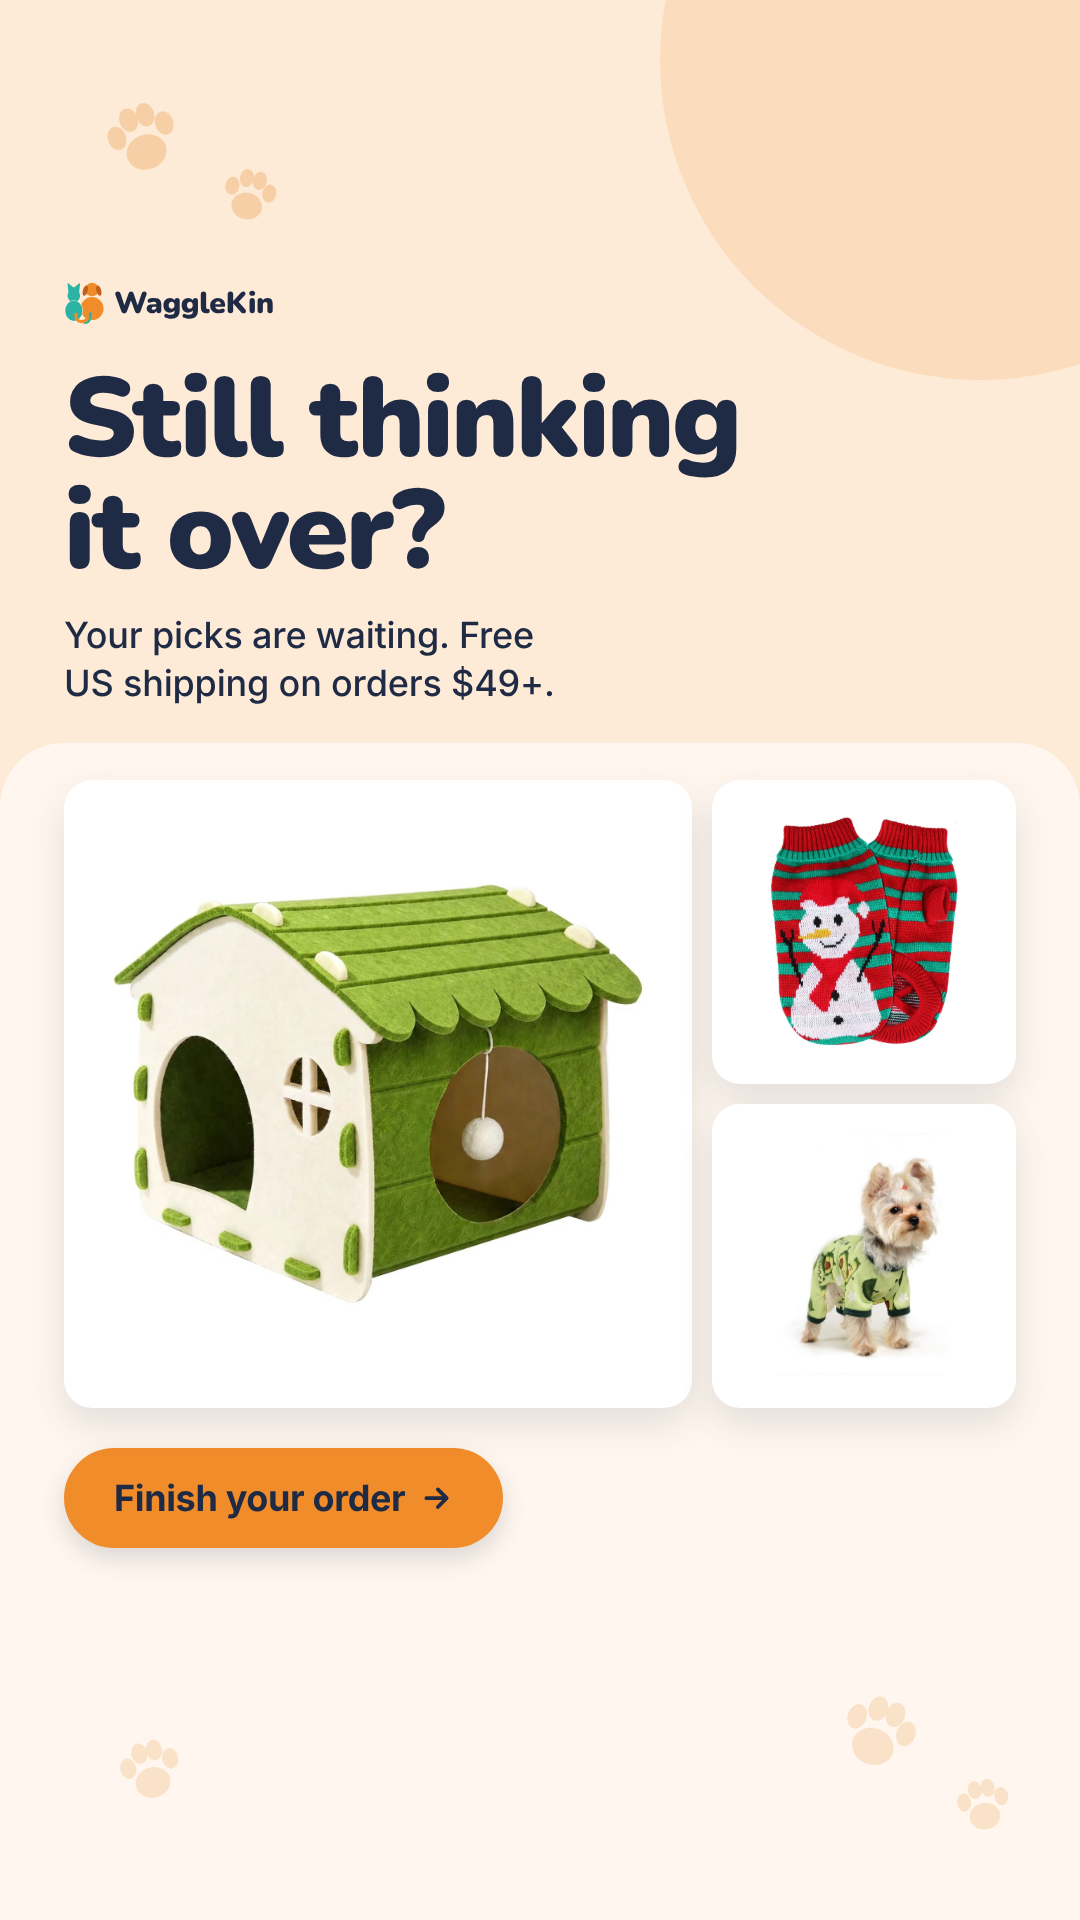 WaggleKin
Still thinking
it over?
Your picks are waiting. Free
US shipping on orders $49+.
Finish your order →